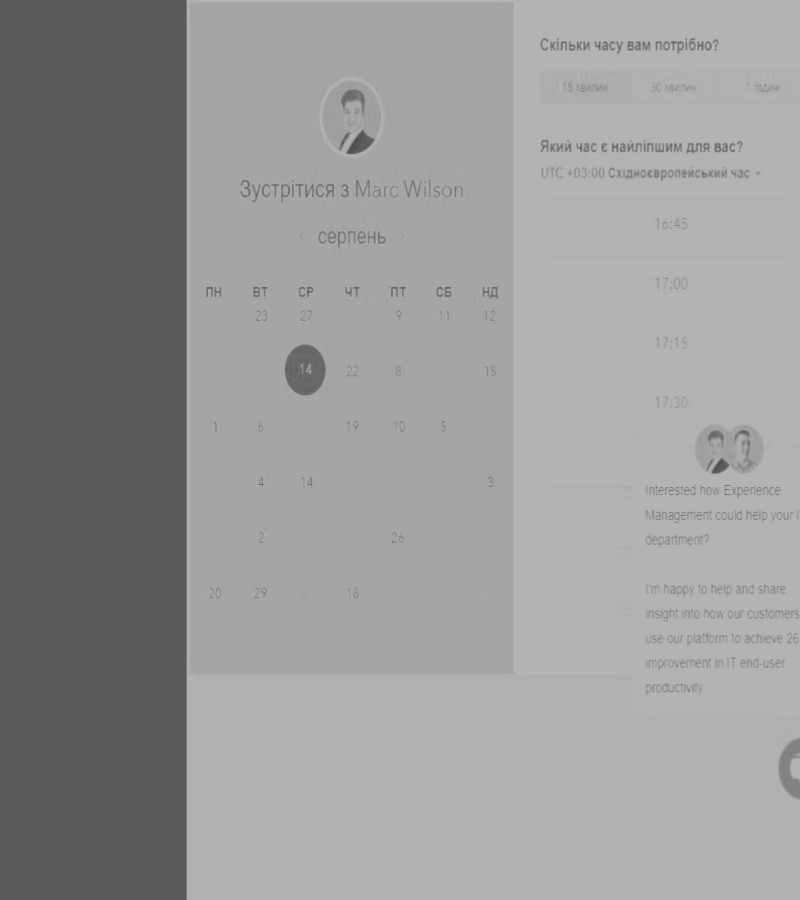 Зустрітися з Marc Wilson
серпень
ПН ВТ СР ЧТ ПТ СБ НД
23 27 9 11 12
14 22 8 15
1 6 19 10 5
4 14 3
2 26
20 29 18
Скільки часу вам потрібно?
15 хвилин 30 хвилин 1 годин
Який час є найліпшим для вас?
UTC +03:00 Східноєвропейський час
16:45
17:00
17:15
17:30
Interested how Experience
Management could help your I
department?
I'm happy to help and share
insight into how our customers
use our platform to achieve 26
improvement in IT end-user
productivity